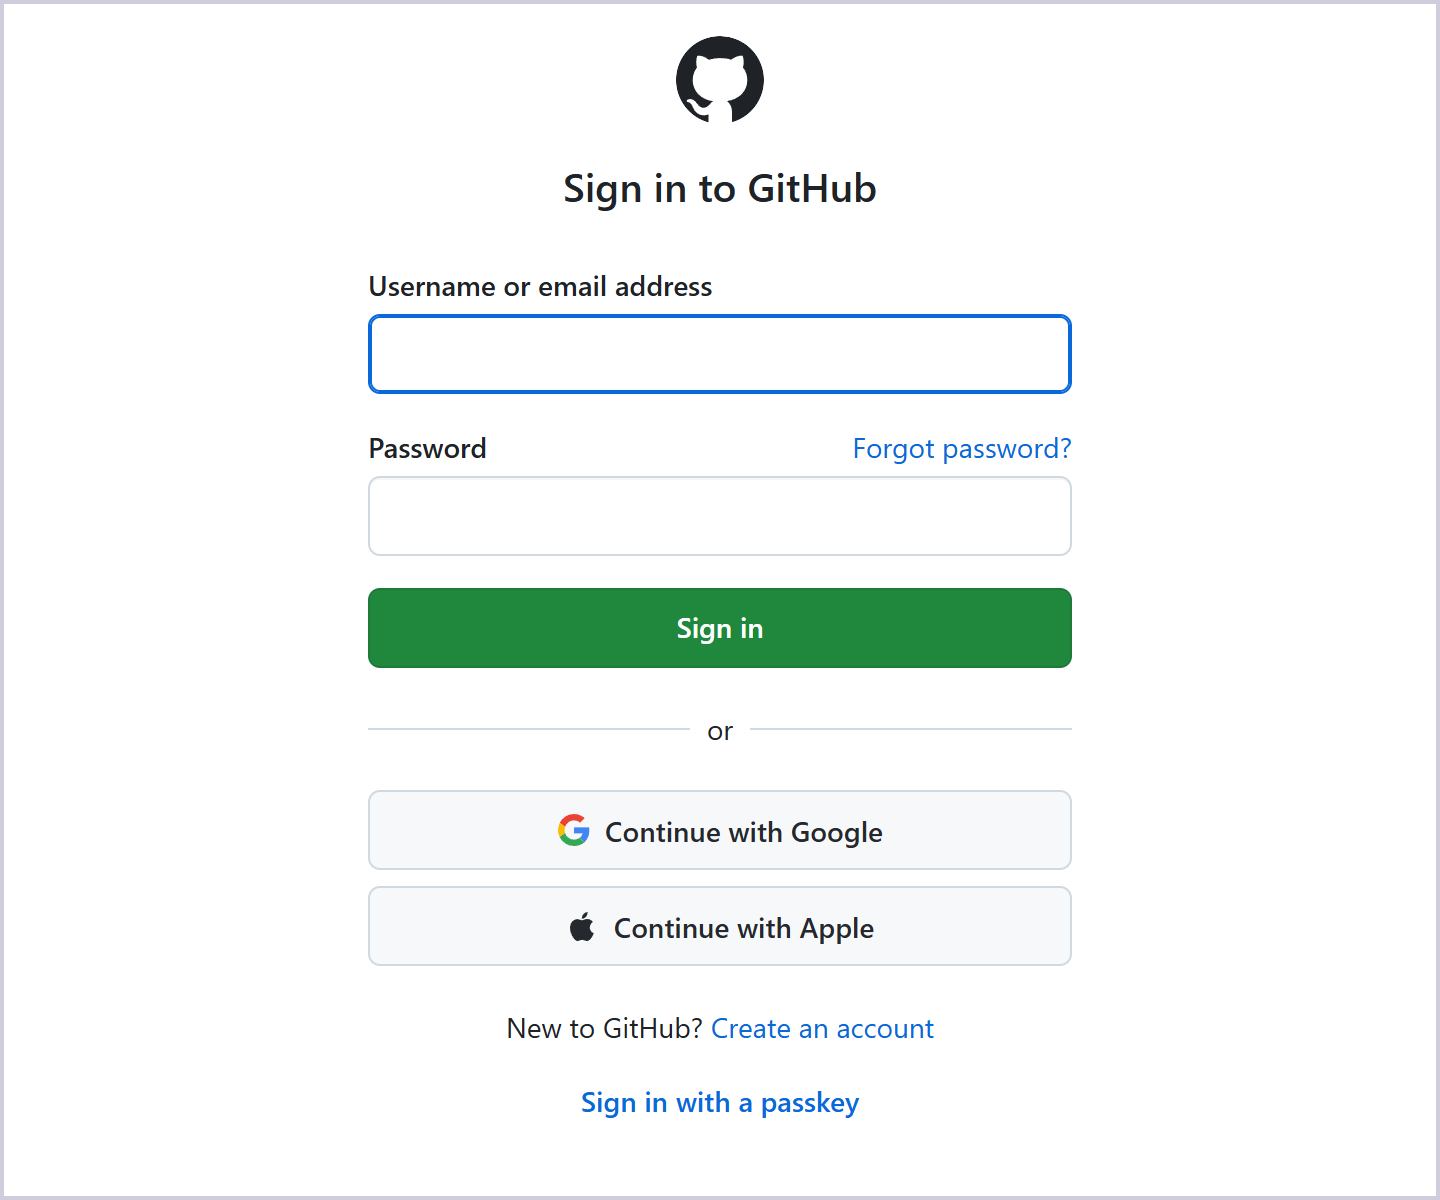 Sign in to GitHub
Username or email address
Password Forgot password?
Sign in
or
Continue with Google
Continue with Apple
New to GitHub? Create an account
Sign in with a passkey